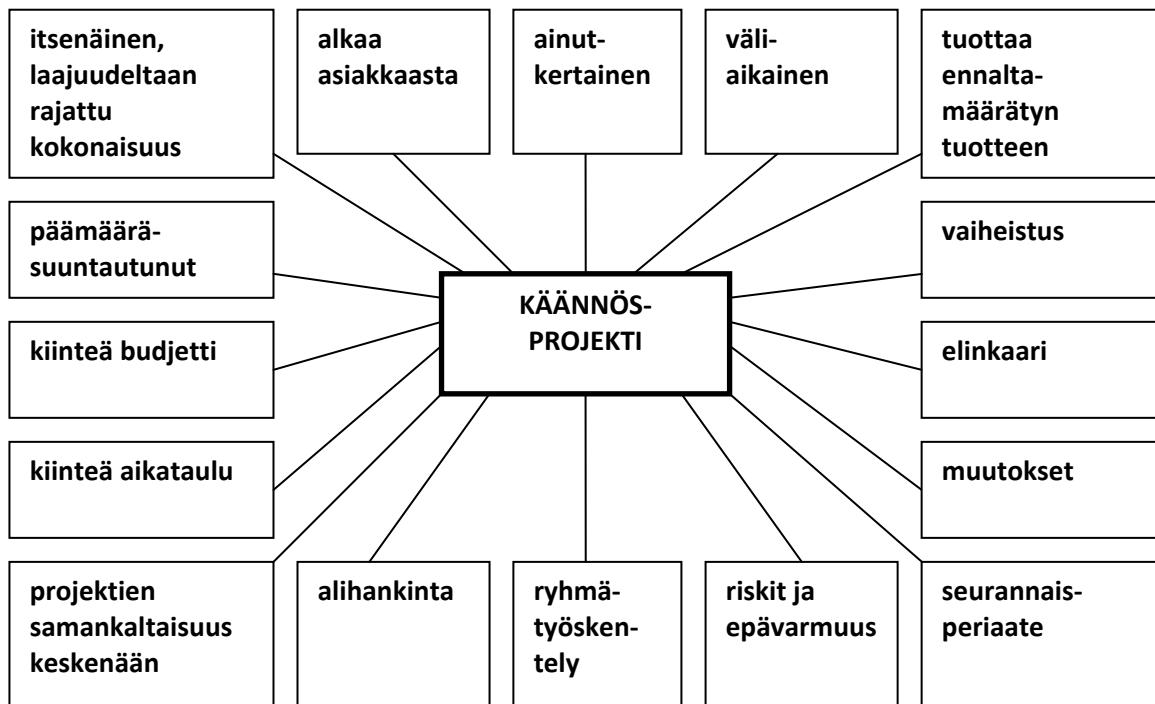 itsenäinen,
laajuudeltaan
rajattu
kokonaisuus
alkaa
asiakkaasta
ainut-
kertainen
väli-
aikainen
tuottaa
ennalta-
määrätyn
tuotteen
päämäärä-
suuntautunut
vaiheistus
KÄÄNNÖS-
PROJEKTI
kiinteä budjetti
elinkaari
kiinteä aikataulu
muutokset
projektien
samankaltaisuus
keskenään
alihankinta
ryhmä-
työsken-
tely
riskit ja
epävarmuus
seurannais-
periaate